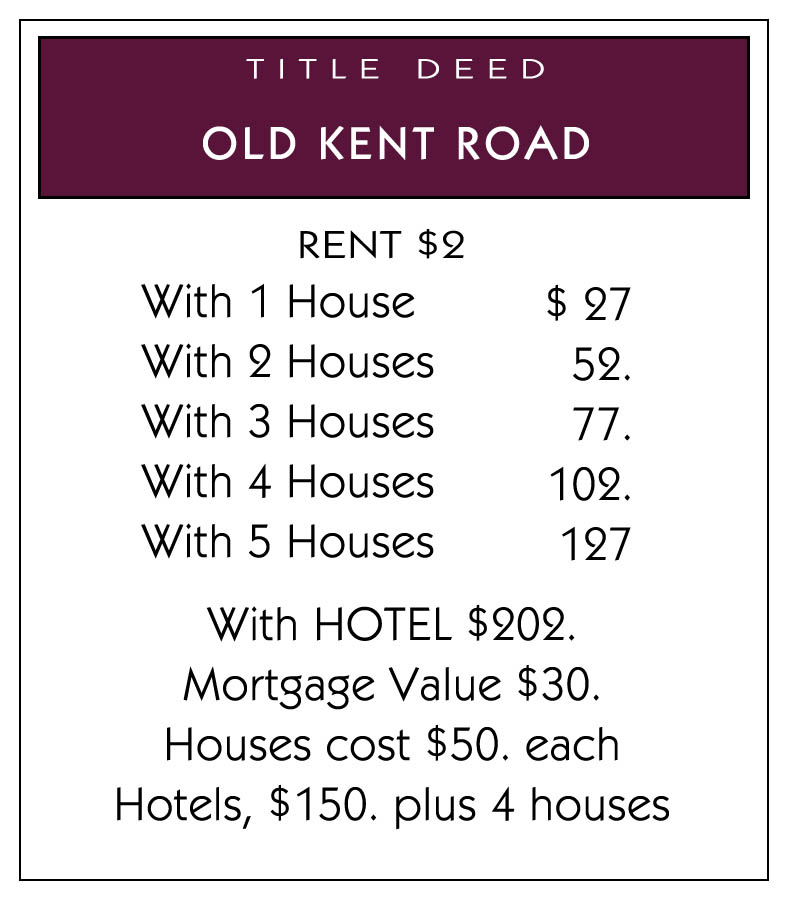 TITLE DEED
OLD KENT ROAD
RENT $2
With 1 House $ 27
With 2 Houses 52.
With 3 Houses 77.
With 4 Houses 102.
With 5 Houses 127
With HOTEL $202.
Mortgage Value $30.
Houses cost $50. each
Hotels, $150. plus 4 houses